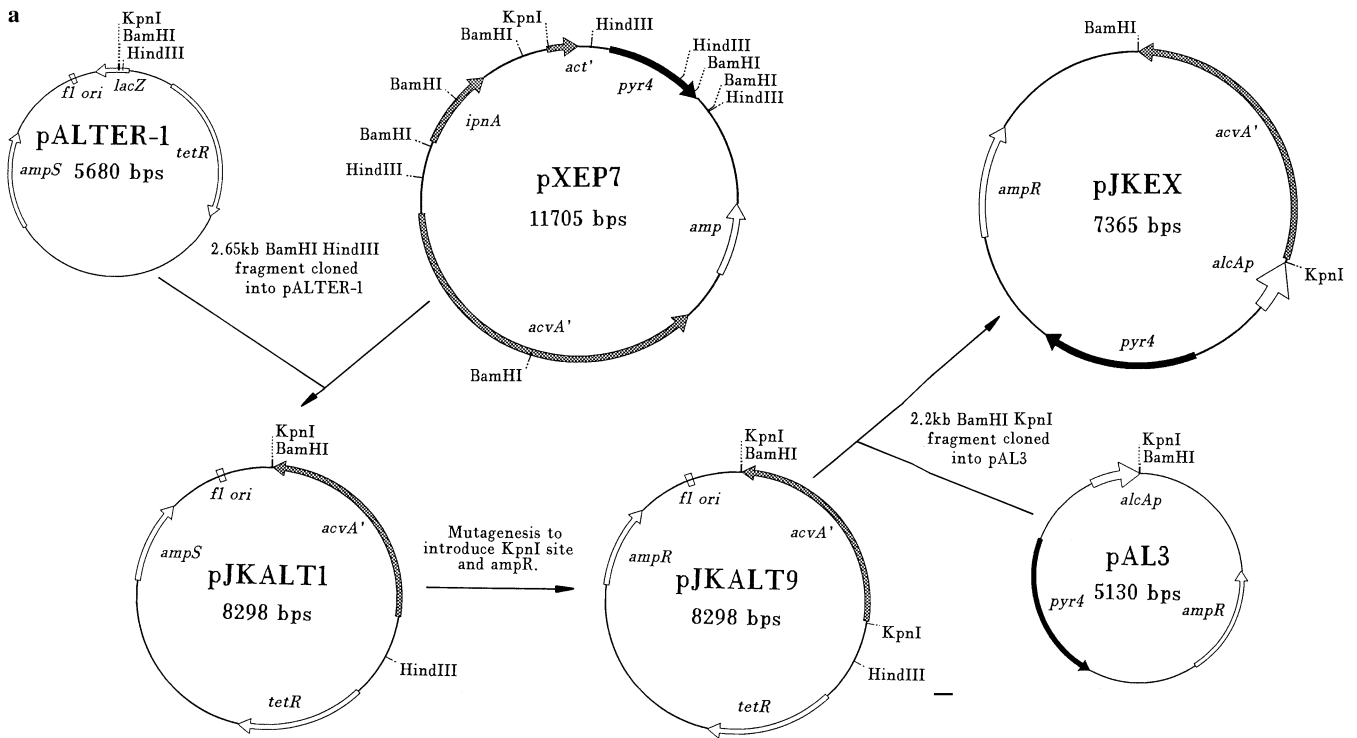 a
KpnI
BamHI
HindIII
lacZ
f1 ori
pALTER-1
5680 bps
tetR
ampS
2.65kb BamHI HindIII
fragment cloned
into pALTER-1
KpnI
HindIII
BamHI
act'
HindIII
BamHI
BamHI
HindIII
pyr4
BamHI
ipnA
BamHI
HindIII
pXEP7
11705 bps
amp
acvA'
BamHI
BamHI
acvA'
ampR
pJKEX
7365 bps
alcAp
KpnI
pyr4
KpnI
BamHI
f1 ori
acvA'
ampS
pJKALT1
8298 bps
HindIII
tetR
Mutagenesis to
introduce KpnI site
and ampR.
KpnI
BamHI
f1 ori
acvA'
ampR
pJKALT9
8298 bps
KpnI
HindIII
tetR
2.2kb BamHI KpnI
fragment cloned
into pAL3
KpnI
BamHI
alcAp
pAL3
5130 bps
pyr4
ampR